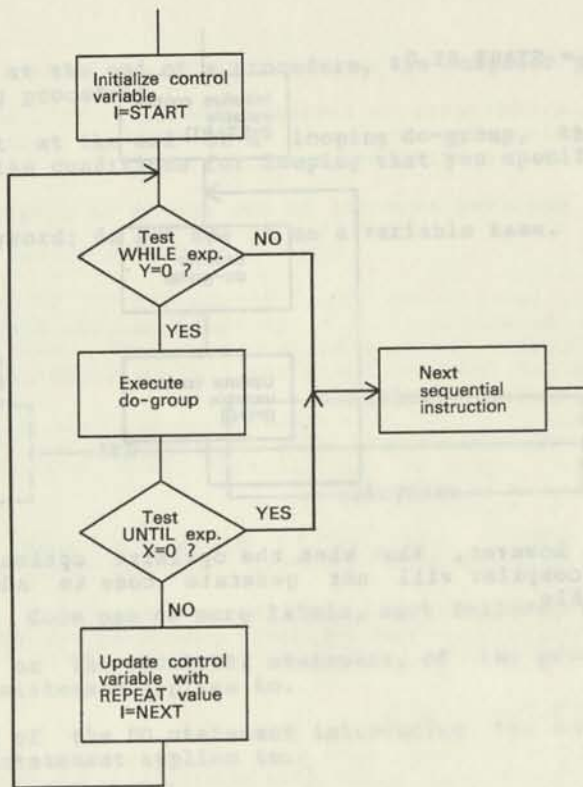 Initialize control
variable
I=START
Test
WHILE exp.
Y=0 ?
NO
YES
Execute
do-group
Next
sequential
instruction
Test
UNTIL exp.
X=0 ?
YES
NO
Update control
variable with
REPEAT value
I=NEXT